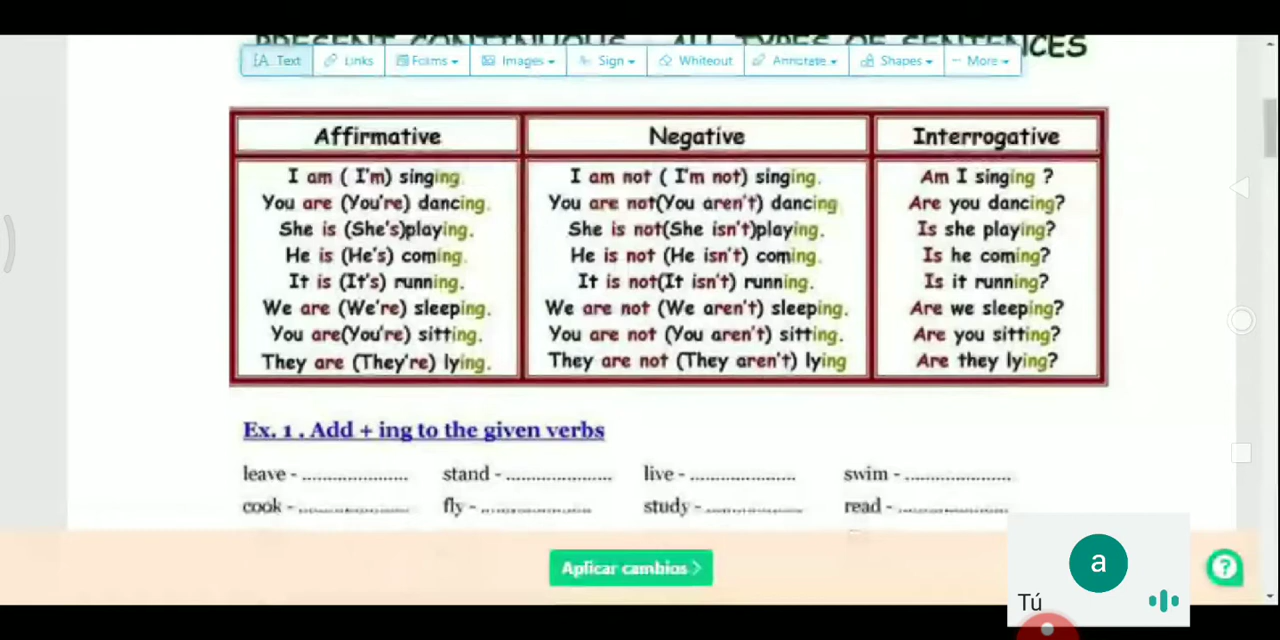 PRESENT CONTINUOUS - ALL TYPES OF SENTENCES
Text Links Forms Images Sign Whiteout Annotate Shapes More
Affirmative Negative Interrogative
I am ( I'm) singing. I am not ( I'm not) singing. Am I singing ?
You are (You're) dancing. You are not(You aren't) dancing Are you dancing?
She is (She's)playing. She is not(She isn't)playing. Is she playing?
He is (He's) coming. He is not (He isn't) coming. Is he coming?
It is (It's) running. It is not(It isn't) running. Is it running?
We are (We're) sleeping. We are not (We aren't) sleeping. Are we sleeping?
You are(You're) sitting. You are not (You aren't) sitting. Are you sitting?
They are (They're) lying. They are not (They aren't) lying Are they lying?
Ex. 1 . Add + ing to the given verbs
leave - ..................... stand - ..................... live - ..................... swim - .....................
cook - ..................... fly - ..................... study - ................... read - .....................
Aplicar cambios >
a
Tú
?